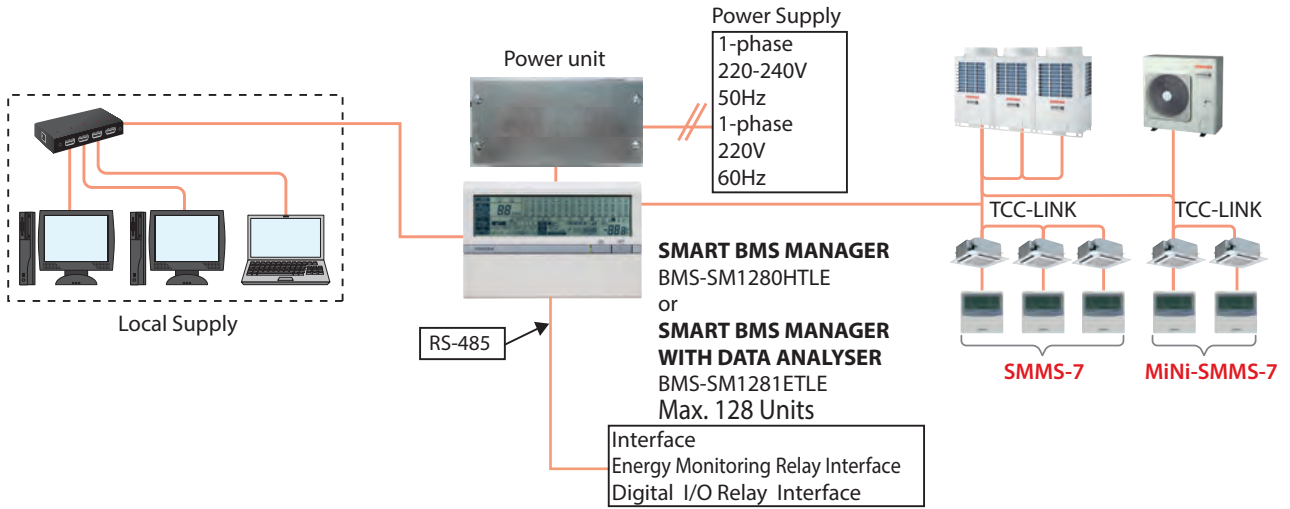 Power Supply
1-phase
220-240V
50Hz
1-phase
220V
60Hz
Power unit
Local Supply
RS-485
SMART BMS MANAGER
BMS-SM1280HTLE
or
SMART BMS MANAGER
WITH DATA ANALYSER
BMS-SM1281ETLE
Max. 128 Units
Interface
Energy Monitoring Relay Interface
Digital I/O Relay Interface
TCC-LINK
TCC-LINK
SMMS-7
MiNi-SMMS-7